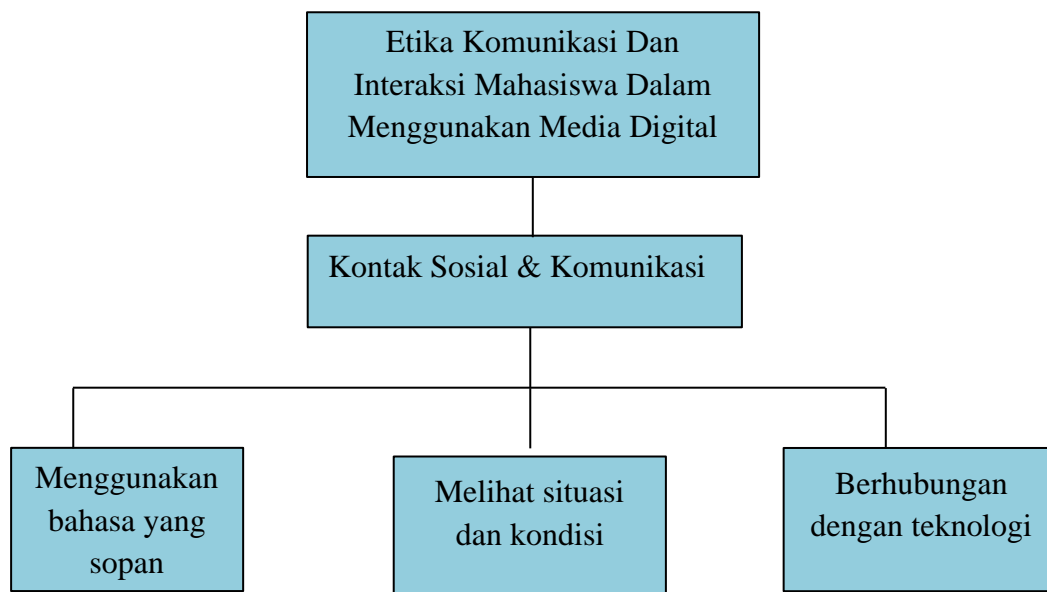 Etika Komunikasi Dan
Interaksi Mahasiswa Dalam
Menggunakan Media Digital
Kontak Sosial & Komunikasi
Menggunakan
bahasa yang
sopan
Melihat situasi
dan kondisi
Berhubungan
dengan teknologi